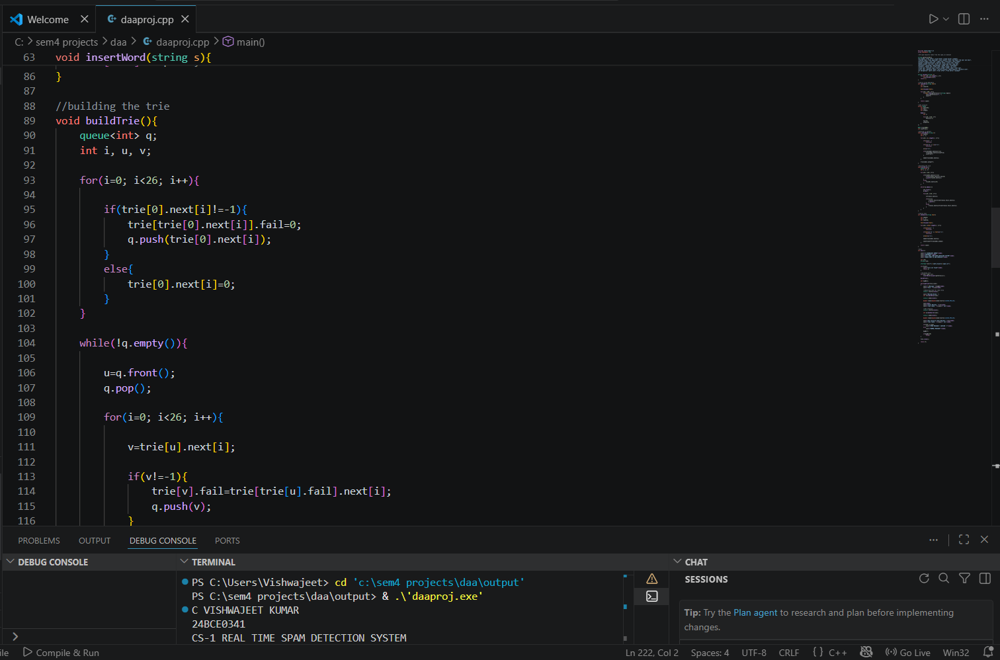 Welcome
daaproj.cpp
C: > sem4 projects > daa > daaproj.cpp > main()
63 void insertWord(string s){
86 }
87
88 //building the trie
89 void buildTrie(){
90 queue<int> q;
91 int i, u, v;
92
93 for(i=0; i<26; i++){
94
95 if(trie[0].next[i]!=-1){
96 trie[trie[0].next[i]].fail=0;
97 q.push(trie[0].next[i]);
98 }
99 else{
100 trie[0].next[i]=0;
101 }
102 }
103
104 while(!q.empty()){
105
106 u=q.front();
107 q.pop();
108
109 for(i=0; i<26; i++){
110
111 v=trie[u].next[i];
112
113 if(v!=-1){
114 trie[v].fail=trie[trie[u].fail].next[i];
115 q.push(v);
116 }
PROBLEMS OUTPUT DEBUG CONSOLE PORTS
DEBUG CONSOLE
TERMINAL
PS C:\Users\Vishwajeet> cd 'c:\sem4 projects\daa\output'
PS C:\sem4 projects\daa\output> & .\'daaproj.exe'
C VISHWAJEET KUMAR
24BCE0341
CS-1 REAL TIME SPAM DETECTION SYSTEM
CHAT
SESSIONS
Tip: Try the Plan agent to research and plan before implementing
changes.
ile Compile & Run Ln 222, Col 2 Spaces: 4 UTF-8 CRLF {} C++ Go Live Win32